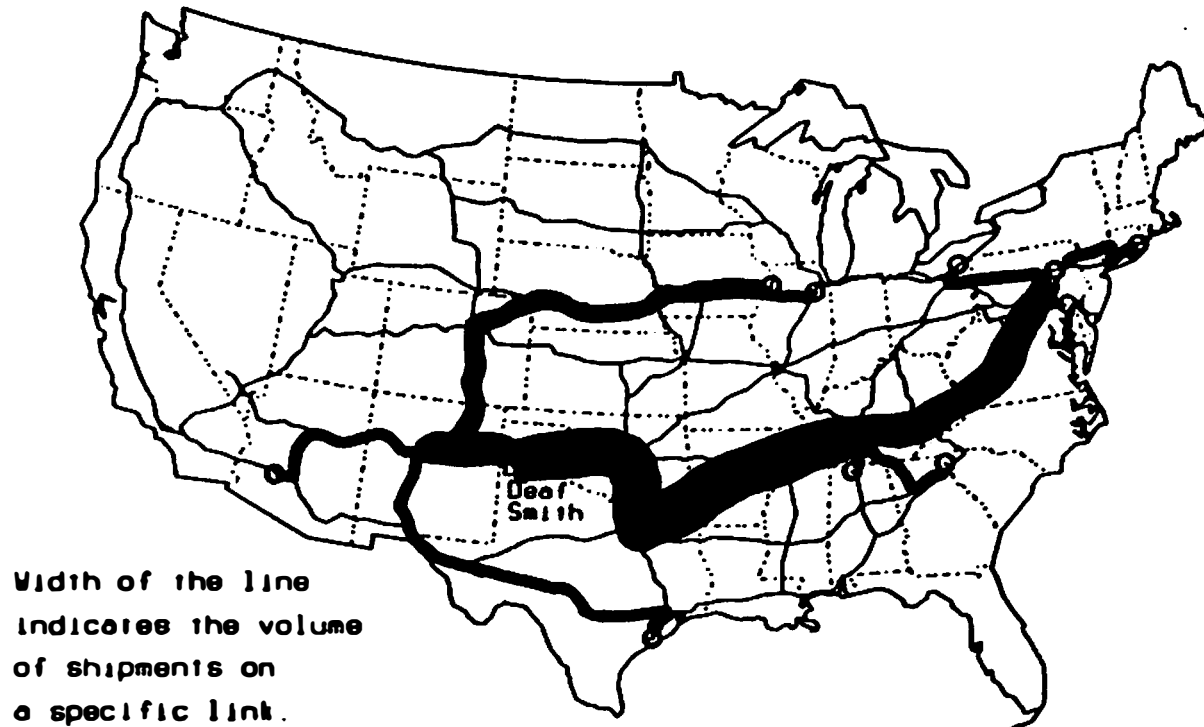 Deaf
Smith
Width of the line
indicates the volume
of shipments on
a specific link.